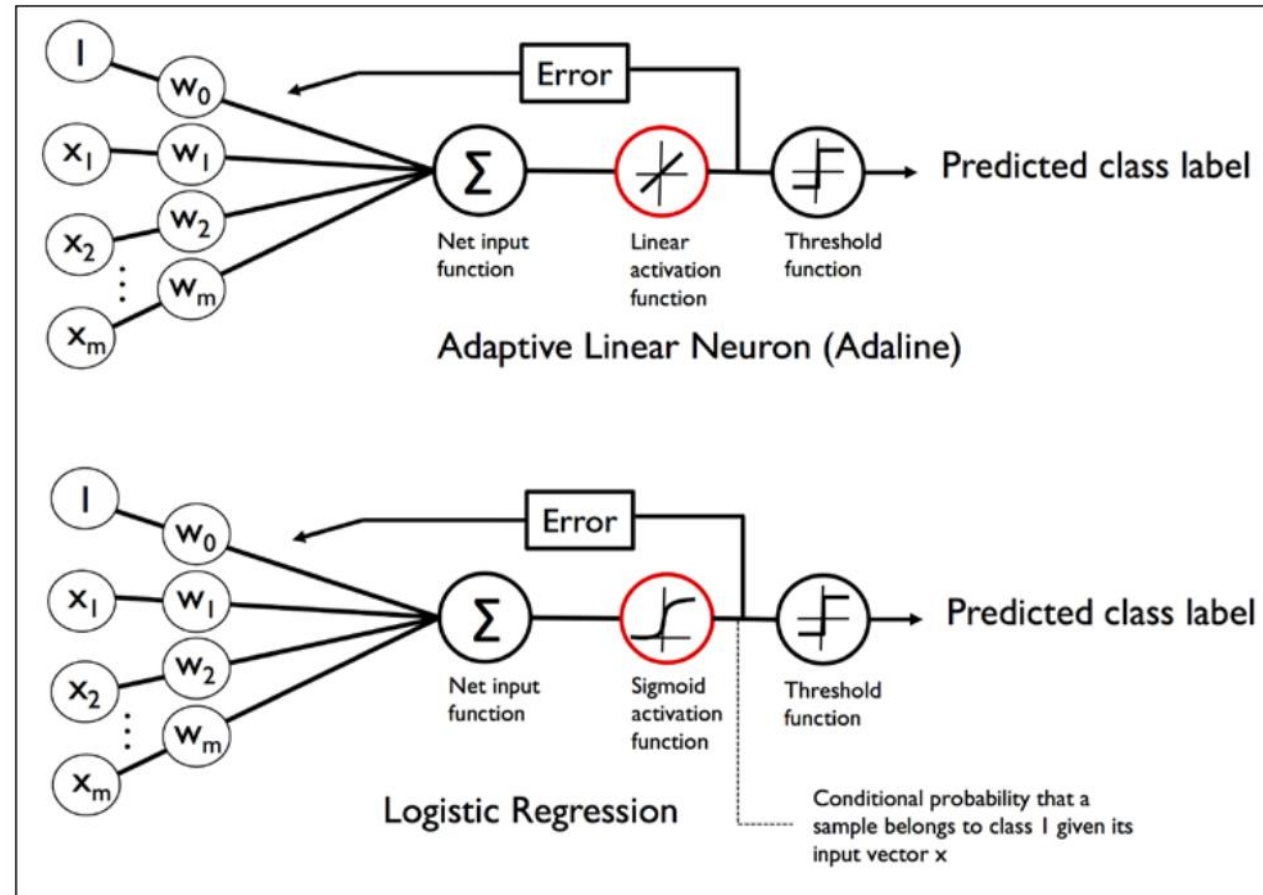 1
w0
x1
w1
x2
w2
⋮
xm
wm
Error
Σ
Net input
function
Linear
activation
function
Threshold
function
Predicted class label
Adaptive Linear Neuron (Adaline)
1
w0
x1
w1
x2
w2
⋮
xm
wm
Error
Σ
Net input
function
Sigmoid
activation
function
Threshold
function
Predicted class label
Logistic Regression
Conditional probability that a
sample belongs to class 1 given its
input vector x